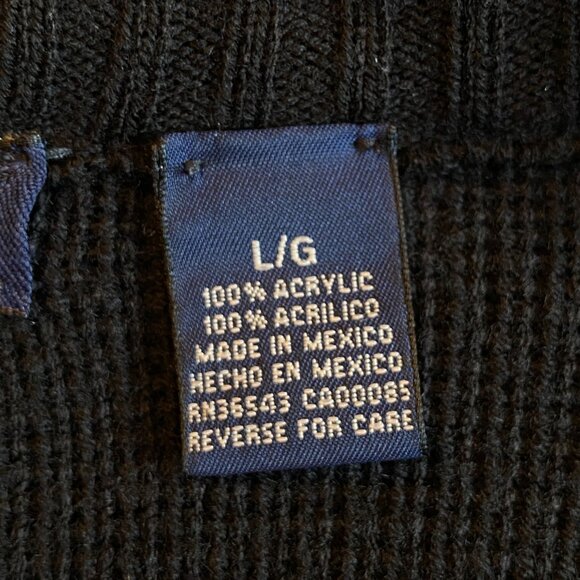 L/G
100% ACRYLIC
100% ACRILICO
MADE IN MEXICO
HECHO EN MEXICO
RN36543 CA00085
REVERSE FOR CARE